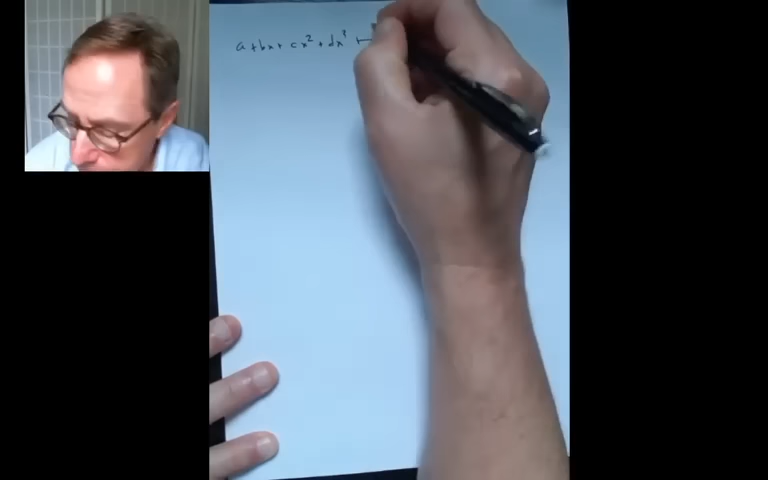 a + bx + cx² + dx³ ↦